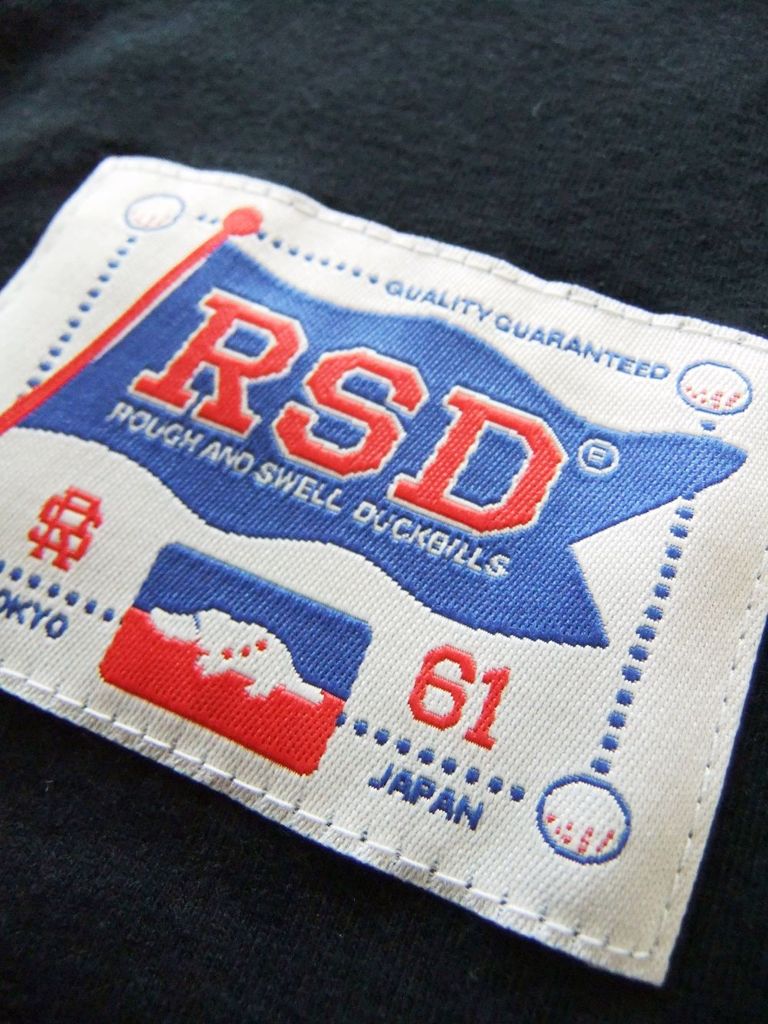 QUALITY GUARANTEED
RSD®
ROUGH AND SWELL DUCKBILLS
61
OKYO
JAPAN